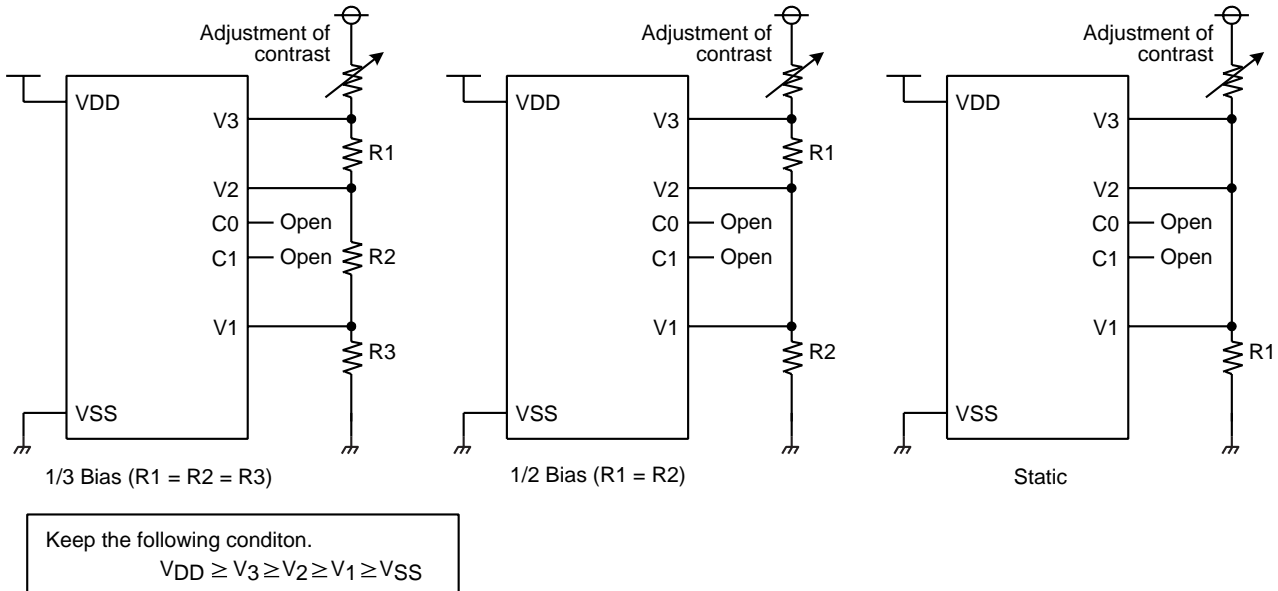 Adjustment of
contrast
VDD
V3
R1
V2
C0 Open
C1 Open
R2
V1
R3
VSS
1/3 Bias (R1 = R2 = R3)
Adjustment of
contrast
VDD
V3
R1
V2
C0 Open
C1 Open
V1
R2
VSS
1/2 Bias (R1 = R2)
Adjustment of
contrast
VDD
V3
V2
C0 Open
C1 Open
V1
R1
VSS
Static
Keep the following conditon.
VDD ≥ V3 ≥ V2 ≥ V1 ≥ VSS